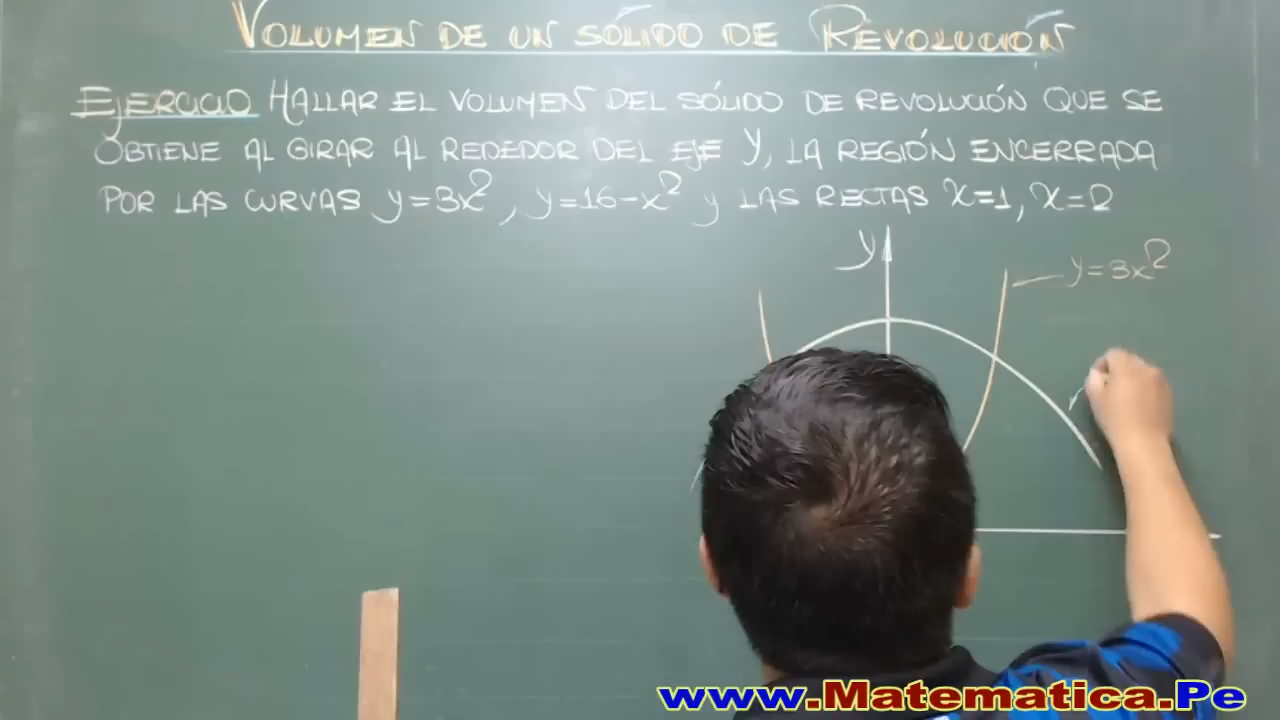 VOLUMEN DE UN SÓLIDO DE REVOLUCIÓN
EJERCICIO HALLAR EL VOLUMEN DEL SÓLIDO DE REVOLUCIÓN QUE SE
OBTIENE AL GIRAR AL REDEDOR DEL EJE Y, LA REGIÓN ENCERRADA
POR LAS CURVAS y=3x², y=16-x² y LAS RECTAS x=1, x=2
y
y=3x²
www.Matematica.Pe